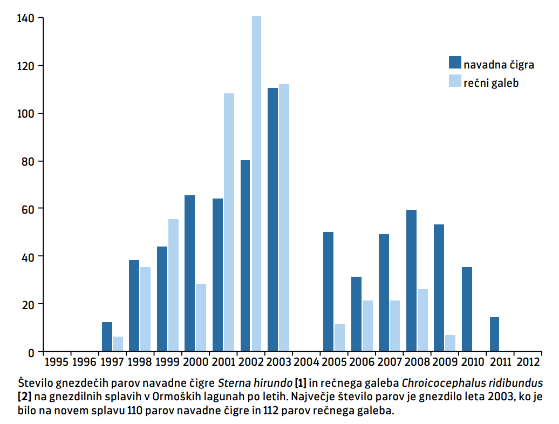 140
120
100
80
60
40
20
0
navadna čigra
rečni galeb
1995 1996 1997 1998 1999 2000 2001 2002 2003 2004 2005 2006 2007 2008 2009 2010 2011 2012
Število gnezdečih parov navadne čigre Sterna hirundo [1] in rečnega galeba Chroicocephalus ridibundus
[2] na gnezdilnih splavih v Ormoških lagunah po letih. Največje število parov je gnezdilo leta 2003, ko je
bilo na novem splavu 110 parov navadne čigre in 112 parov rečnega galeba.